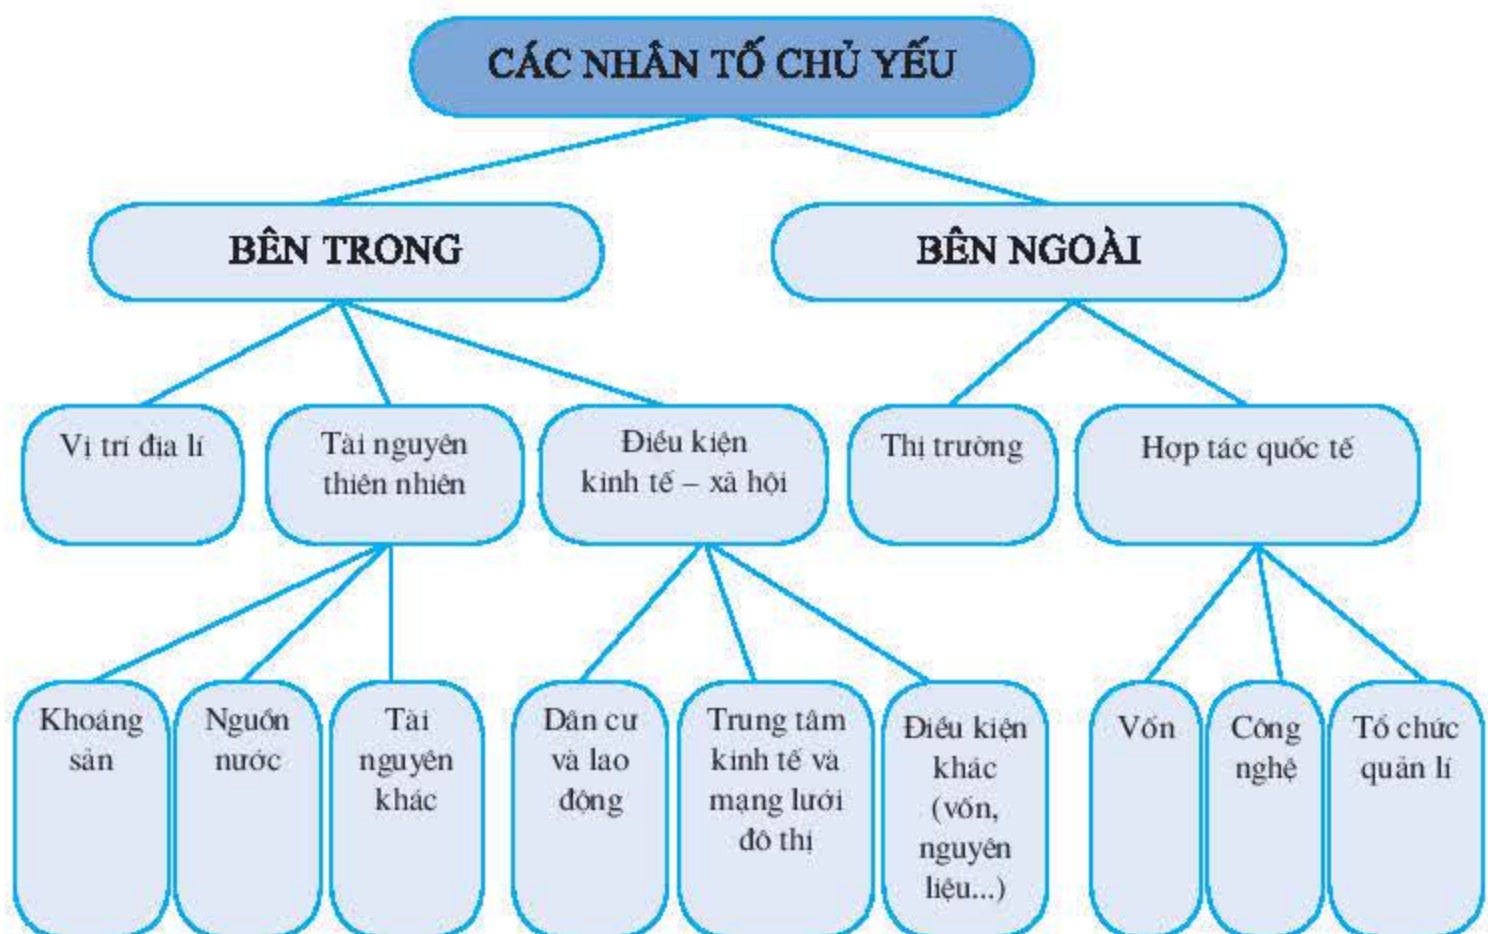 CÁC NHÂN TỐ CHỦ YẾU
BÊN TRONG
BÊN NGOÀI
Vị trí địa lí
Tài nguyên
thiên nhiên
Điều kiện
kinh tế – xã hội
Thị trường
Hợp tác quốc tế
Khoáng
sản
Nguồn
nước
Tài
nguyên
khác
Dân cư
và lao
động
Trung tâm
kinh tế và
mạng lưới
đô thị
Điều kiện
khác
(vốn,
nguyên
liệu...)
Vốn
Công
nghệ
Tổ chức
quản lí